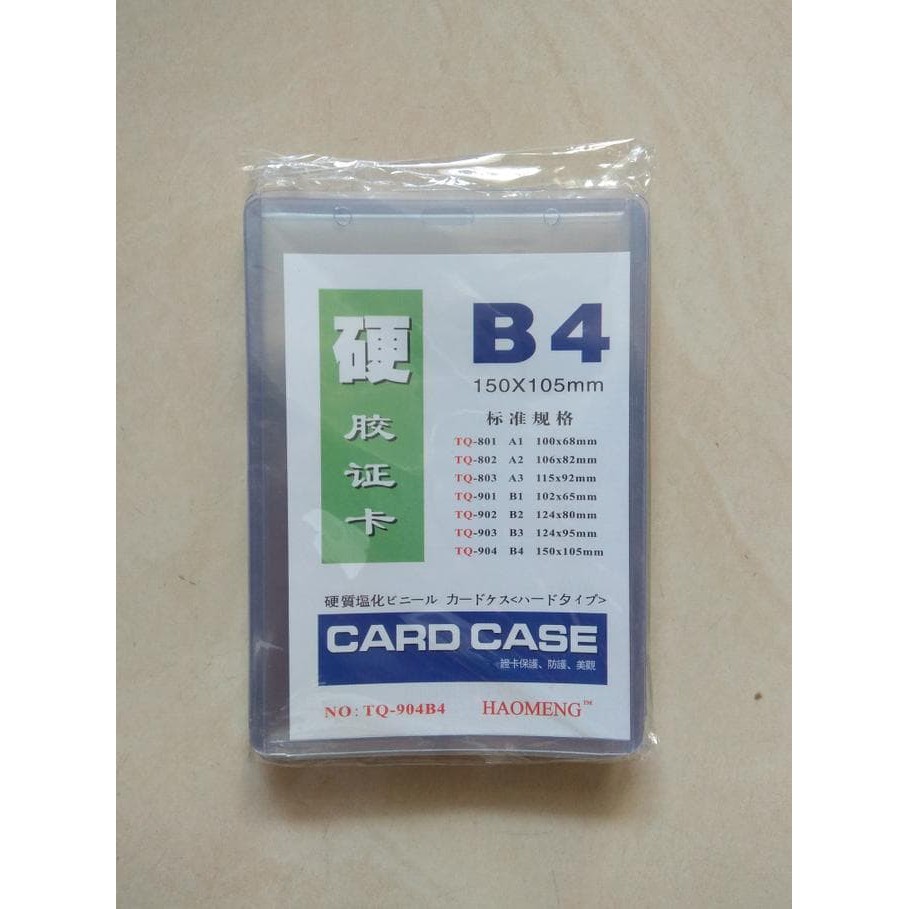 硬
胶
证
卡
B4
150X105mm
标准规格
TQ-801 A1 100x68mm
TQ-802 A2 106x82mm
TQ-803 A3 115x92mm
TQ-901 B1 102x65mm
TQ-902 B2 124x80mm
TQ-903 B3 124x95mm
TQ-904 B4 150x105mm
硬質塩化ビニール カードケス<ハードタイプ>
CARD CASE
證卡保護、防護、美觀
NO: TQ-904B4 HAOMENG™